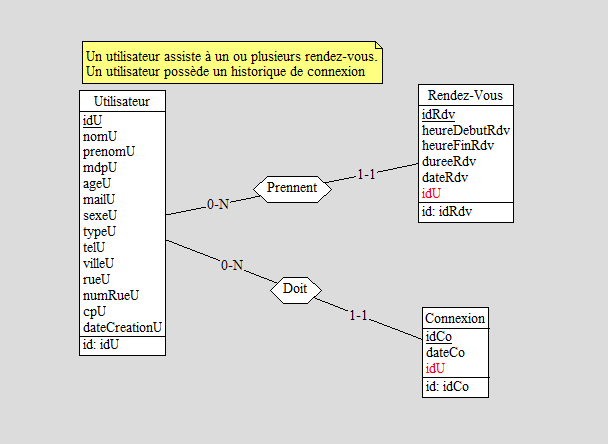 Un utilisateur assiste à un ou plusieurs rendez-vous.
Un utilisateur possède un historique de connexion
Utilisateur
idU
nomU
prenomU
mdpU
ageU
mailU
sexeU
typeU
telU
villeU
rueU
numRueU
cpU
dateCreationU
id: idU
0-N
Prennent
1-1
Rendez-Vous
idRdv
heureDebutRdv
heureFinRdv
dureeRdv
dateRdv
idU
id: idRdv
0-N
Doit
1-1
Connexion
idCo
dateCo
idU
id: idCo